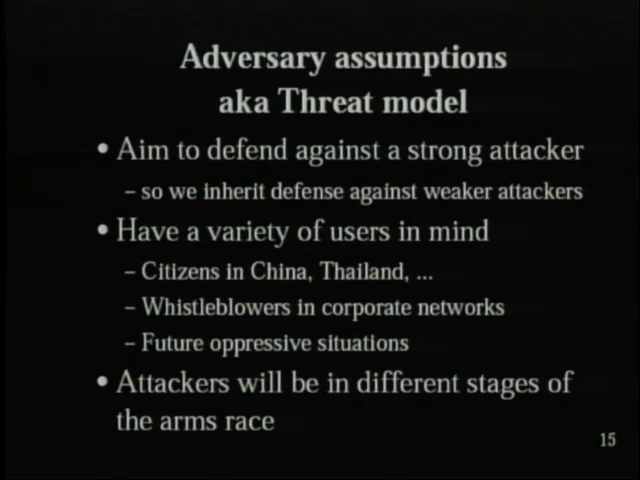 Adversary assumptions
aka Threat model
• Aim to defend against a strong attacker
– so we inherit defense against weaker attackers
• Have a variety of users in mind
– Citizens in China, Thailand, ...
– Whistleblowers in corporate networks
– Future oppressive situations
• Attackers will be in different stages of
the arms race
15